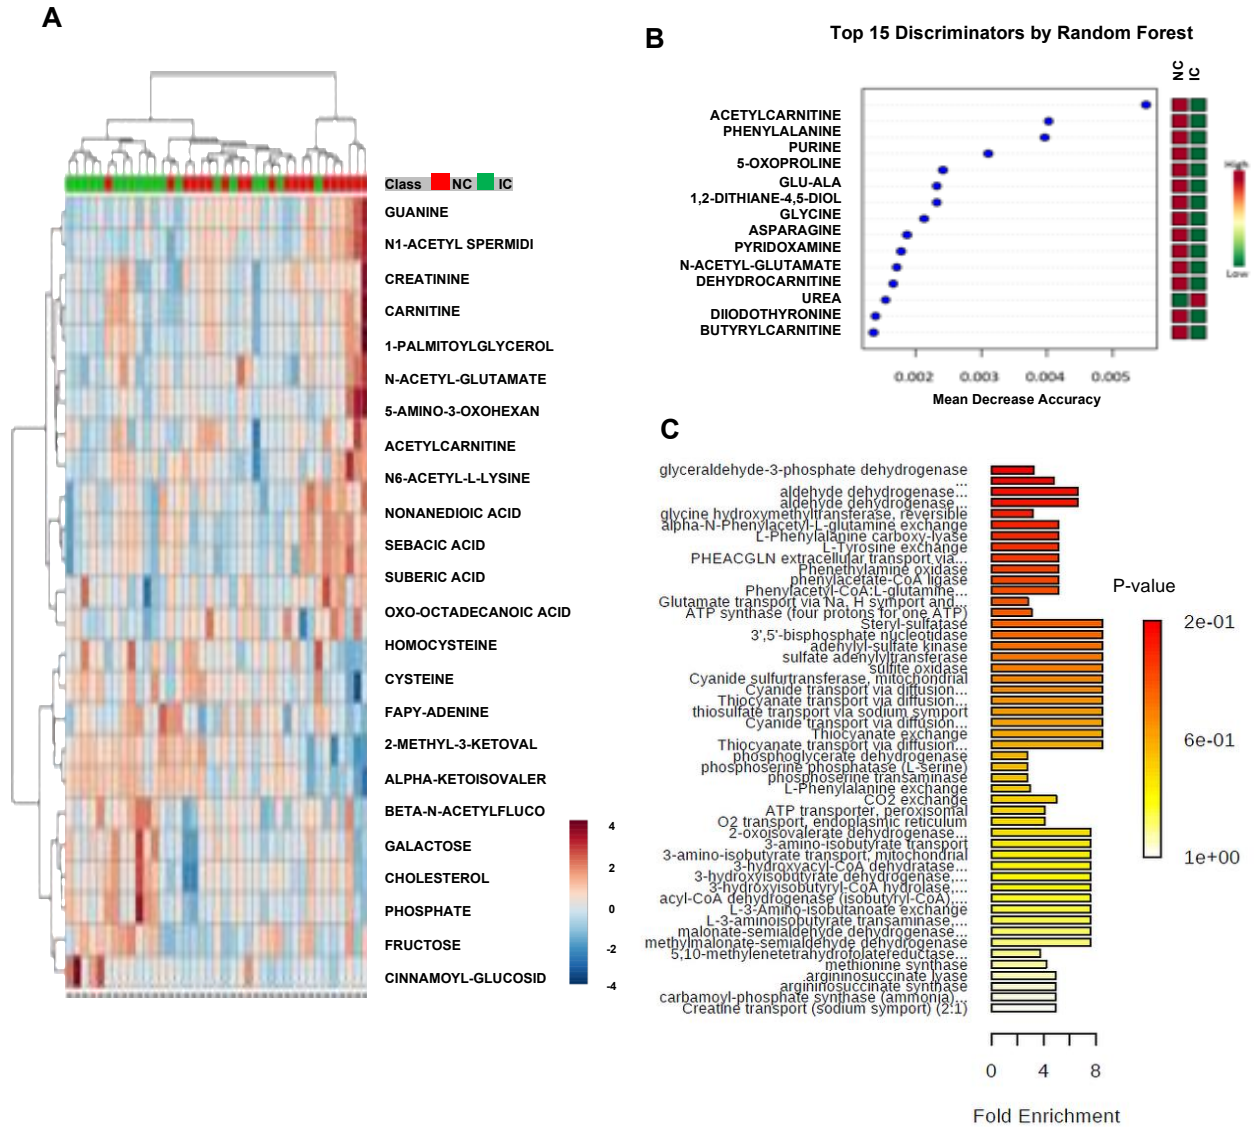 A
Class NC IC
GUANINE
N1-ACETYL SPERMIDI
CREATININE
CARNITINE
1-PALMITOYLGLYCEROL
N-ACETYL-GLUTAMATE
5-AMINO-3-OXOHEXAN
ACETYLCARNITINE
N6-ACETYL-L-LYSINE
NONANEDIOIC ACID
SEBACIC ACID
SUBERIC ACID
OXO-OCTADECANOIC ACID
HOMOCYSTEINE
CYSTEINE
FAPY-ADENINE
2-METHYL-3-KETOVAL
ALPHA-KETOISOVALER
BETA-N-ACETYLFLUCO
GALACTOSE
CHOLESTEROL
PHOSPHATE
FRUCTOSE
CINNAMOYL-GLUCOSID
4
2
0
-2
-4
B
Top 15 Discriminators by Random Forest
NC
IC
ACETYLCARNITINE
PHENYLALANINE
PURINE
5-OXOPROLINE
GLU-ALA
1,2-DITHIANE-4,5-DIOL
GLYCINE
ASPARAGINE
PYRIDOXAMINE
N-ACETYL-GLUTAMATE
DEHYDROCARNITINE
UREA
DIIODOTHYRONINE
BUTYRYLCARNITINE
High
Low
0.002 0.003 0.004 0.005
Mean Decrease Accuracy
C
glyceraldehyde-3-phosphate dehydrogenase
...
aldehyde dehydrogenase...
aldehyde dehydrogenase...
glycine hydroxymethyltransferase, reversible
alpha-N-Phenylacetyl-L-glutamine exchange
L-Phenylalanine carboxy-lyase
L-Tyrosine exchange
PHEACGLN extracellular transport via...
Phenethylamine oxidase
phenylacetate-CoA ligase
Phenylacetyl-CoA:L-glutamine...
Glutamate transport via Na, H symport and...
ATP synthase (four protons for one ATP)
Steryl-sulfatase
3',5'-bisphosphate nucleotidase
adenylyl-sulfate kinase
sulfate adenylyltransferase
sulfite oxidase
Cyanide sulfurtransferase, mitochondrial
Cyanide transport via diffusion...
Thiocyanate transport via diffusion...
thiosulfate transport via sodium symport
Cyanide transport via diffusion...
Thiocyanate exchange
Thiocyanate transport via diffusion...
phosphoglycerate dehydrogenase
phosphoserine phosphatase (L-serine)
phosphoserine transaminase
L-Phenylalanine exchange
CO2 exchange
ATP transporter, peroxisomal
O2 transport, endoplasmic reticulum
2-oxoisovalerate dehydrogenase...
3-amino-isobutyrate transport
3-amino-isobutyrate transport, mitochondrial
3-hydroxyacyl-CoA dehydratase...
3-hydroxyisobutyrate dehydrogenase,...
3-hydroxyisobutyryl-CoA hydrolase,...
acyl-CoA dehydrogenase (isobutyryl-CoA),...
L-3-Amino-isobutanoate exchange
L-3-aminoisobutyrate transaminase,...
malonate-semialdehyde dehydrogenase...
methylmalonate-semialdehyde dehydrogenase
5,10-methylenetetrahydrofolatereductase...
methionine synthase
argininosuccinate lyase
argininosuccinate synthase
carbamoyl-phosphate synthase (ammonia)...
Creatine transport (sodium symport) (2:1)
P-value
2e-01
6e-01
1e+00
0 4 8
Fold Enrichment